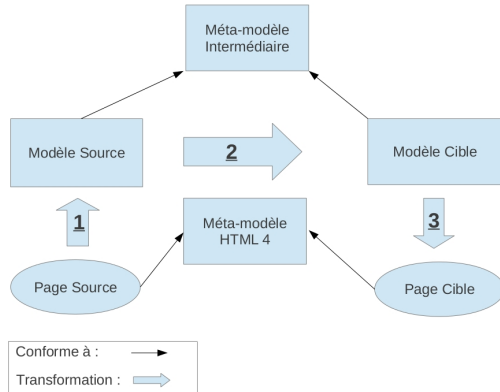 Méta-modèle
Intermédiaire
Modèle Source
2
Modèle Cible
1
Méta-modèle
HTML 4
3
Page Source
Page Cible
Conforme à :
Transformation :